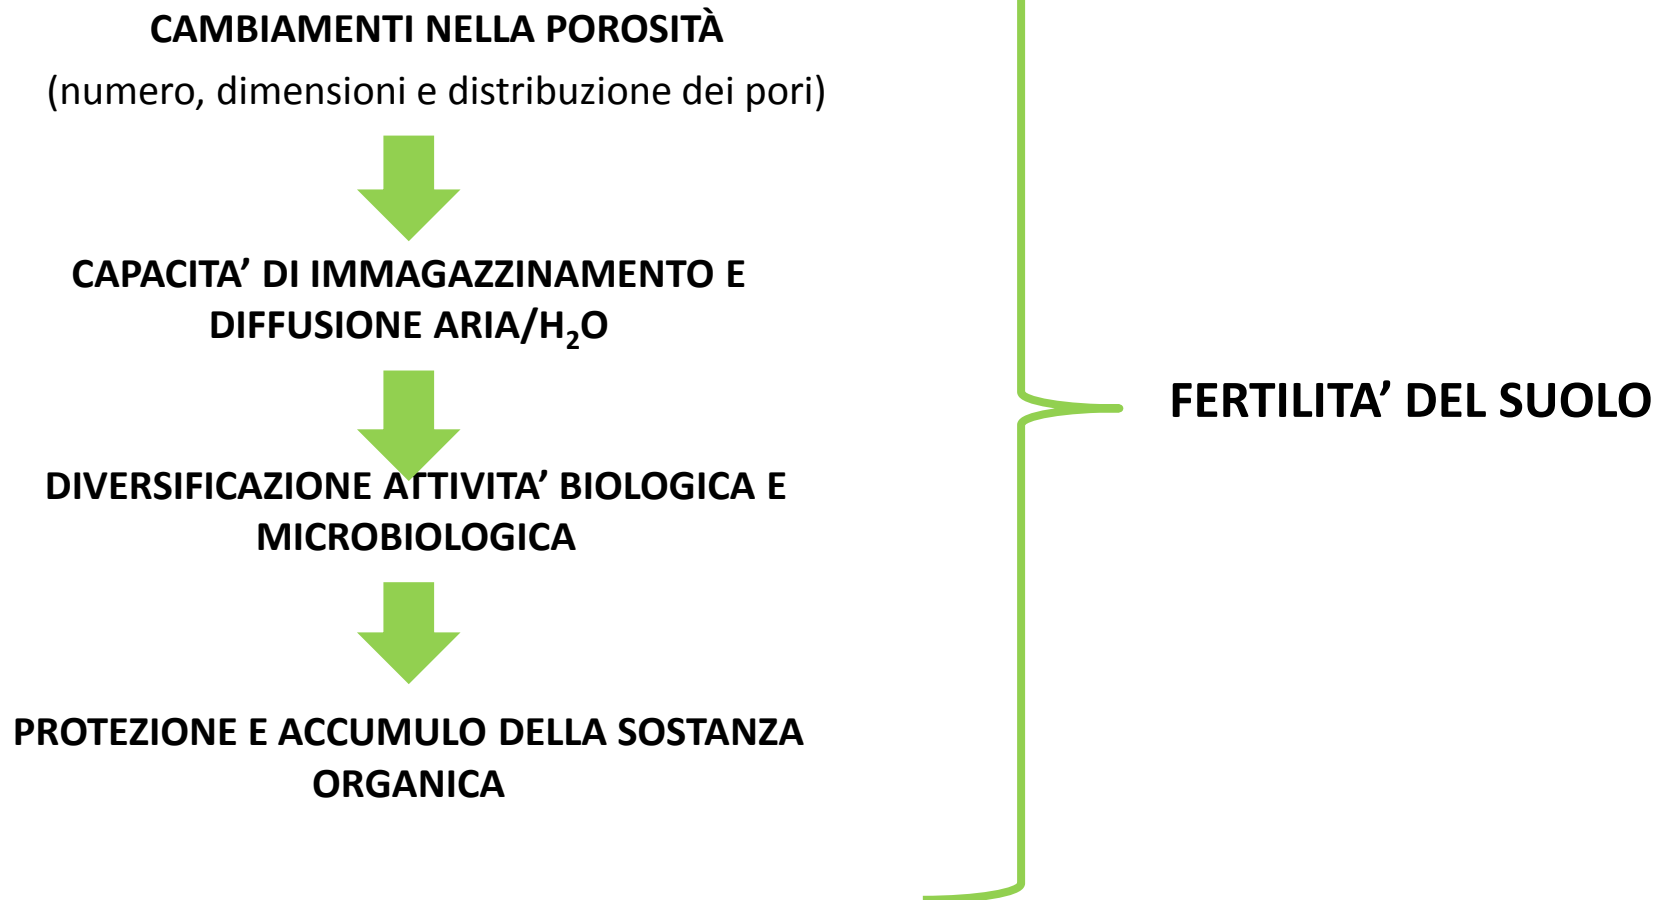 CAMBIAMENTI NELLA POROSITÀ
(numero, dimensioni e distribuzione dei pori)
CAPACITA’ DI IMMAGAZZINAMENTO E
DIFFUSIONE ARIA/H₂O
DIVERSIFICAZIONE ATTIVITA’ BIOLOGICA E
MICROBIOLOGICA
PROTEZIONE E ACCUMULO DELLA SOSTANZA
ORGANICA
FERTILITA’ DEL SUOLO